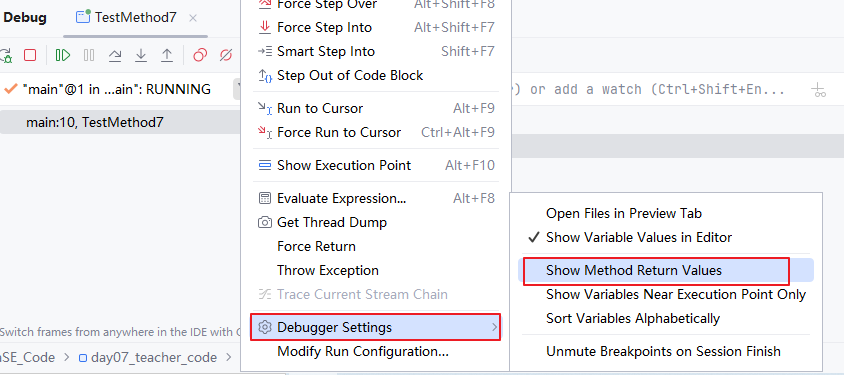 Debug
TestMethod7
"main"@1 in ...ain": RUNNING
main:10, TestMethod7
Switch frames from anywhere in the IDE with C
SE_Code > day07_teacher_code
Force Step Over Alt+Shift+F8
Force Step Into Alt+Shift+F7
Smart Step Into Shift+F7
Step Out of Code Block
Run to Cursor Alt+F9
Force Run to Cursor Ctrl+Alt+F9
Show Execution Point Alt+F10
Evaluate Expression... Alt+F8
Get Thread Dump
Force Return
Throw Exception
Trace Current Stream Chain
Debugger Settings >
Modify Run Configuration...
) or add a watch (Ctrl+Shift+En...
Open Files in Preview Tab
✓ Show Variable Values in Editor
Show Method Return Values
Show Variables Near Execution Point Only
Sort Variables Alphabetically
Unmute Breakpoints on Session Finish